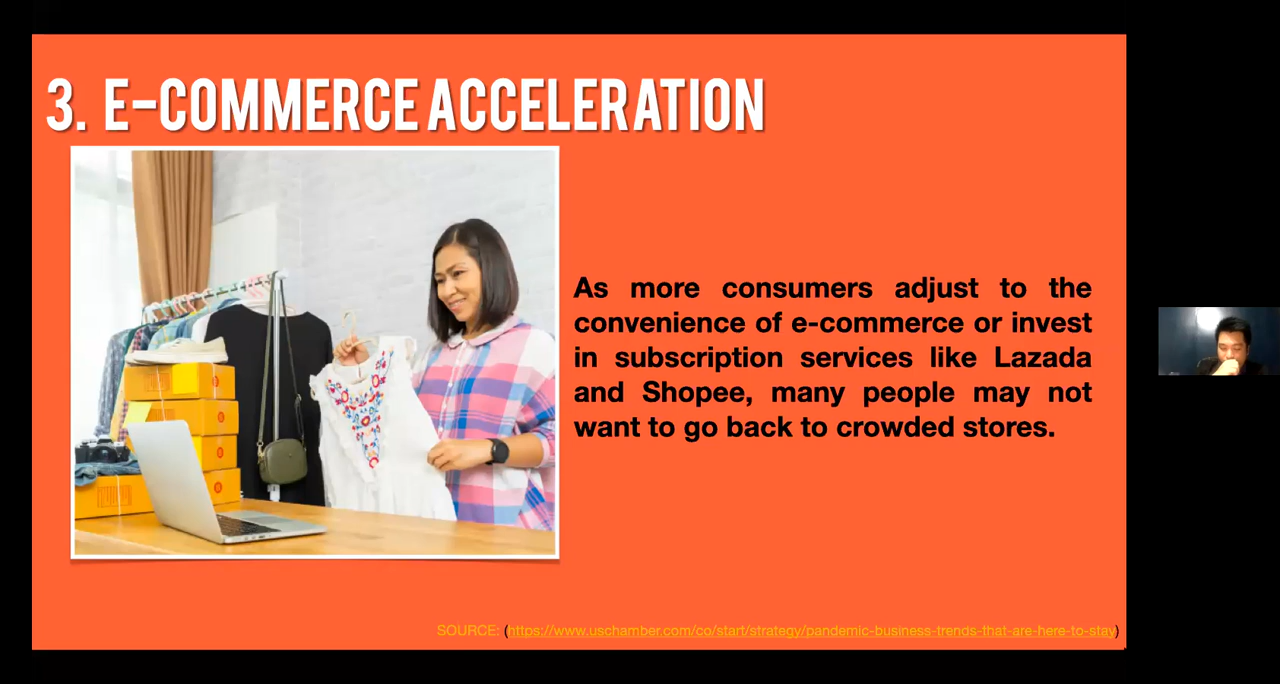 3. E-COMMERCE ACCELERATION
As more consumers adjust to the
convenience of e-commerce or invest
in subscription services like Lazada
and Shopee, many people may not
want to go back to crowded stores.
SOURCE: (https://www.uschamber.com/co/start/strategy/pandemic-business-trends-that-are-here-to-stay)